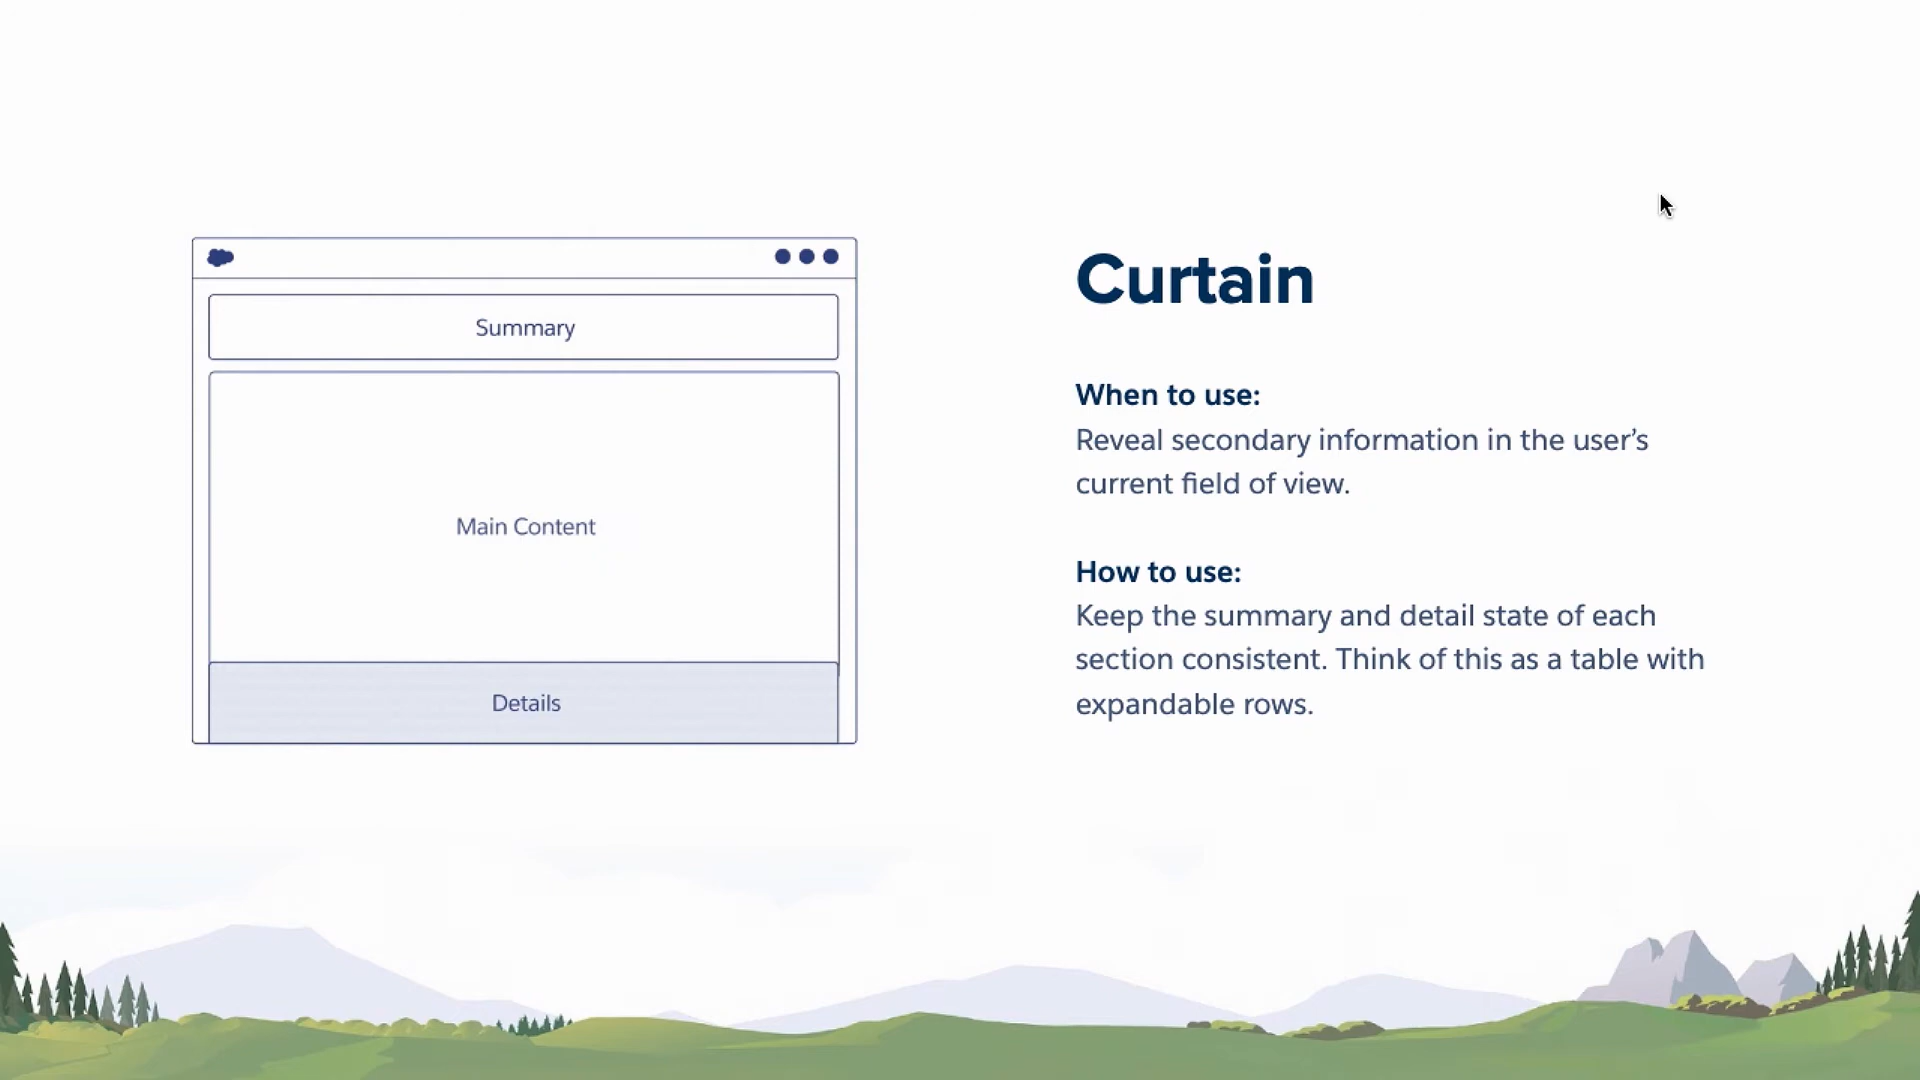 Summary
Main Content
Details
Curtain
When to use:
Reveal secondary information in the user’s
current field of view.
How to use:
Keep the summary and detail state of each
section consistent. Think of this as a table with
expandable rows.